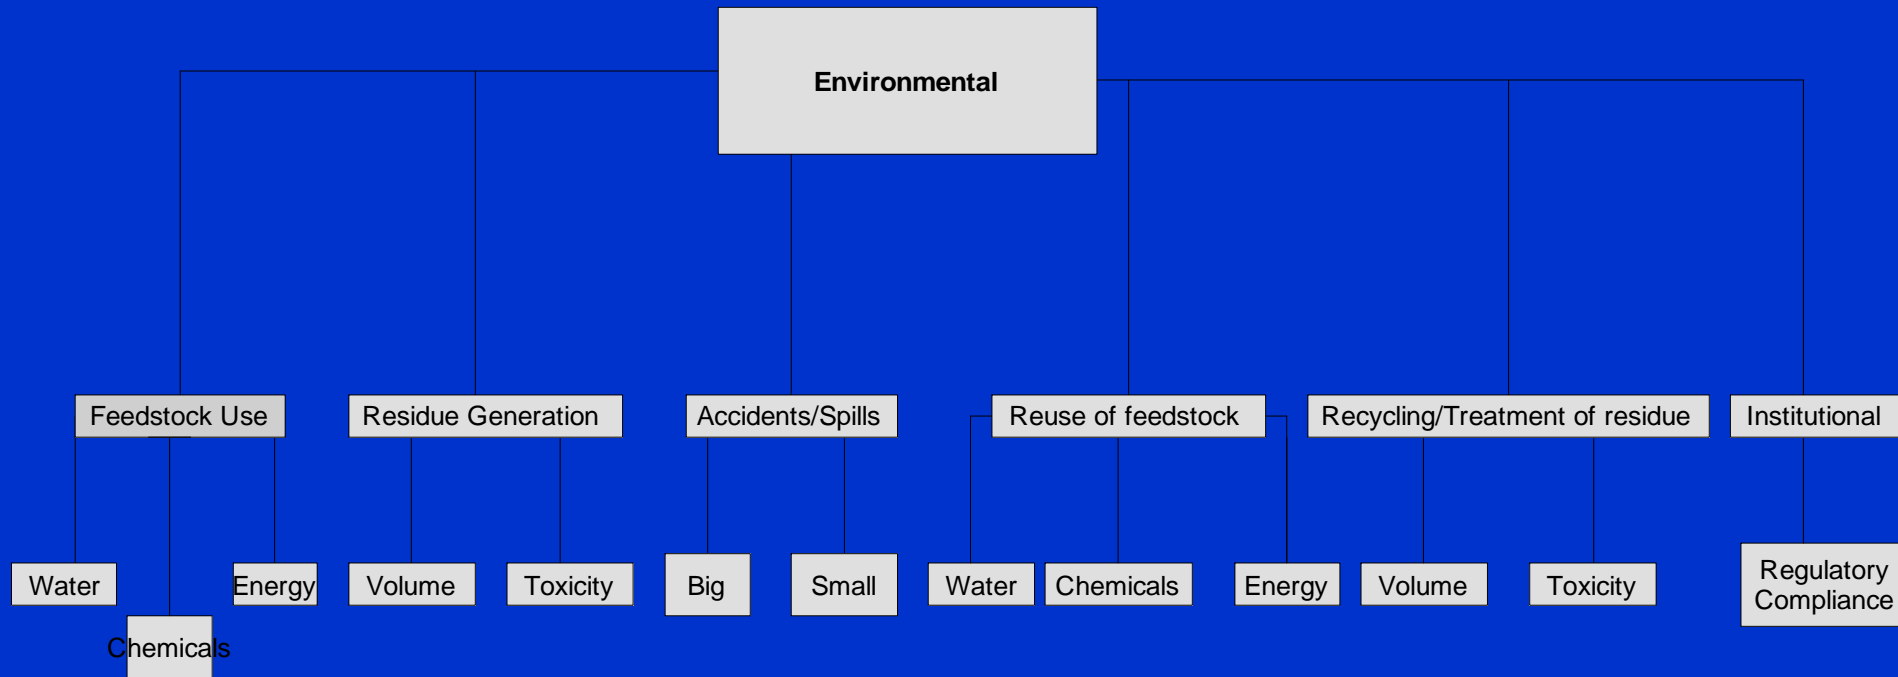 Environmental
Feedstock Use
Residue Generation
Accidents/Spills
Reuse of feedstock
Recycling/Treatment of residue
Institutional
Water
Chemicals
Energy
Volume
Toxicity
Big
Small
Water
Chemicals
Energy
Volume
Toxicity
Regulatory
Compliance